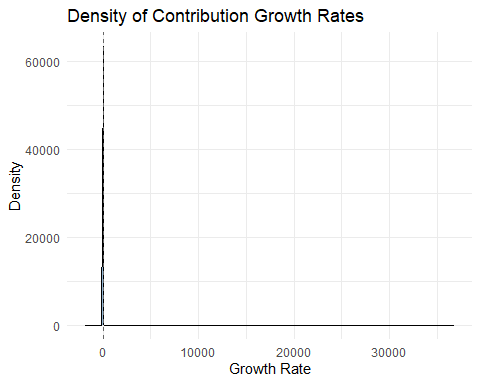 Density of Contribution Growth Rates
60000
40000
20000
0
Density
0 10000 20000 30000
Growth Rate